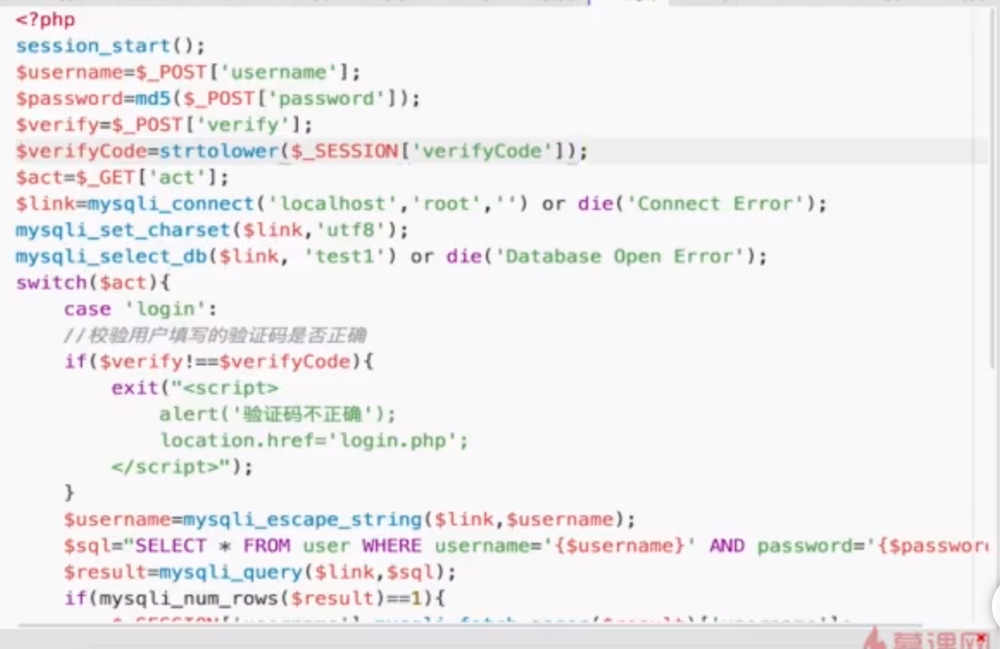 <?php
session_start();
$username=$_POST['username'];
$password=md5($_POST['password']);
$verify=$_POST['verify'];
$verifyCode=strtolower($_SESSION['verifyCode']);
$act=$_GET['act'];
$link=mysqli_connect('localhost','root','') or die('Connect Error');
mysqli_set_charset($link,'utf8');
mysqli_select_db($link, 'test1') or die('Database Open Error');
switch($act){
    case 'login':
    //校验用户填写的验证码是否正确
    if($verify!==$verifyCode){
        exit("<script>
            alert('验证码不正确');
            location.href='login.php';
        </script>");
    }
    $username=mysqli_escape_string($link,$username);
    $sql="SELECT * FROM user WHERE username='{$username}' AND password='{$passwor
    $result=mysqli_query($link,$sql);
    if(mysqli_num_rows($result)==1){
慕课网